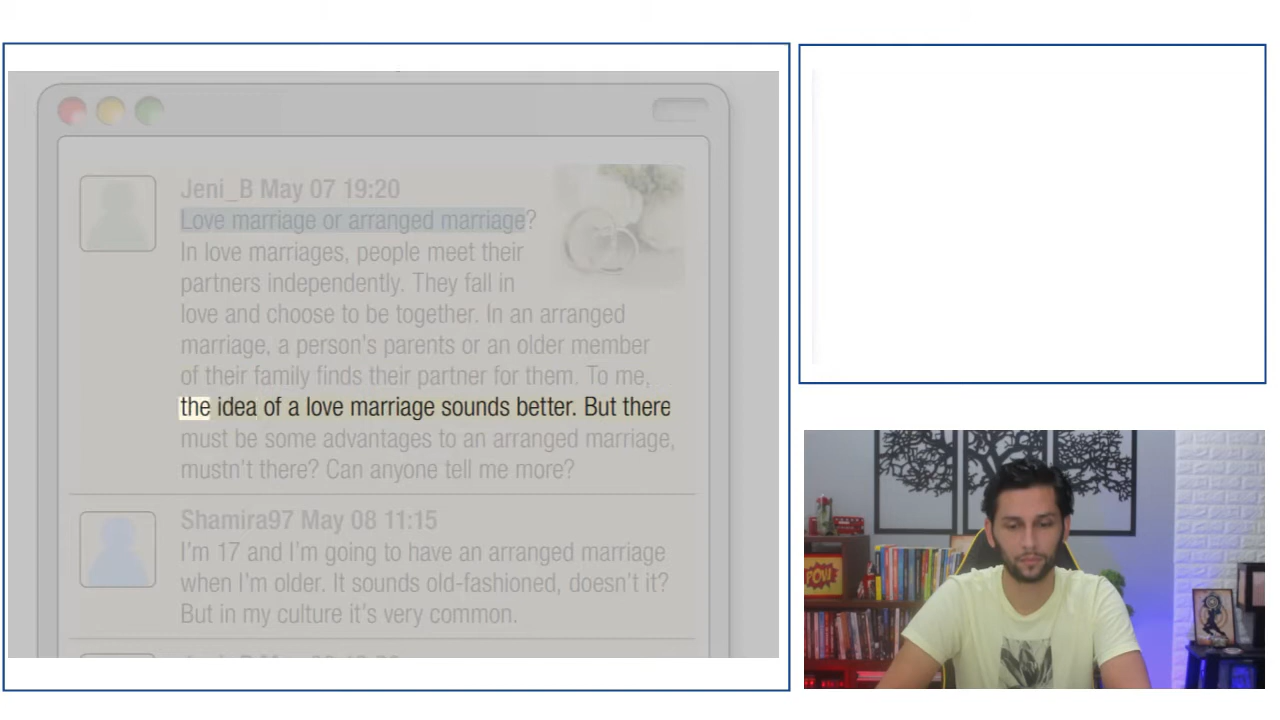 Jeni_B May 07 19:20
Love marriage or arranged marriage?
In love marriages, people meet their
partners independently. They fall in
love and choose to be together. In an arranged
marriage, a person's parents or an older member
of their family finds their partner for them. To me,
the idea of a love marriage sounds better. But there
must be some advantages to an arranged marriage,
mustn't there? Can anyone tell me more?
Shamira97 May 08 11:15
I'm 17 and I'm going to have an arranged marriage
when I'm older. It sounds old-fashioned, doesn't it?
But in my culture it's very common.
POW